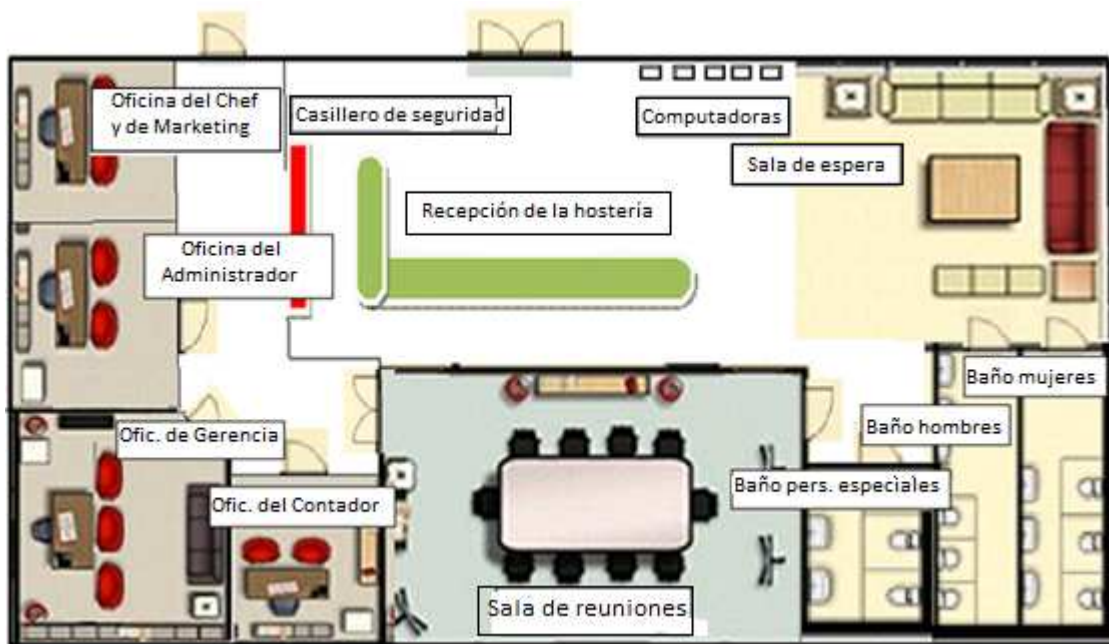 Oficina del Chef
y de Marketing
Casillero de seguridad
Computadoras
Sala de espera
Recepción de la hostería
Oficina del
Administrador
Baño mujeres
Baño hombres
Ofic. de Gerencia
Baño pers. especiales
Ofic. del Contador
Sala de reuniones